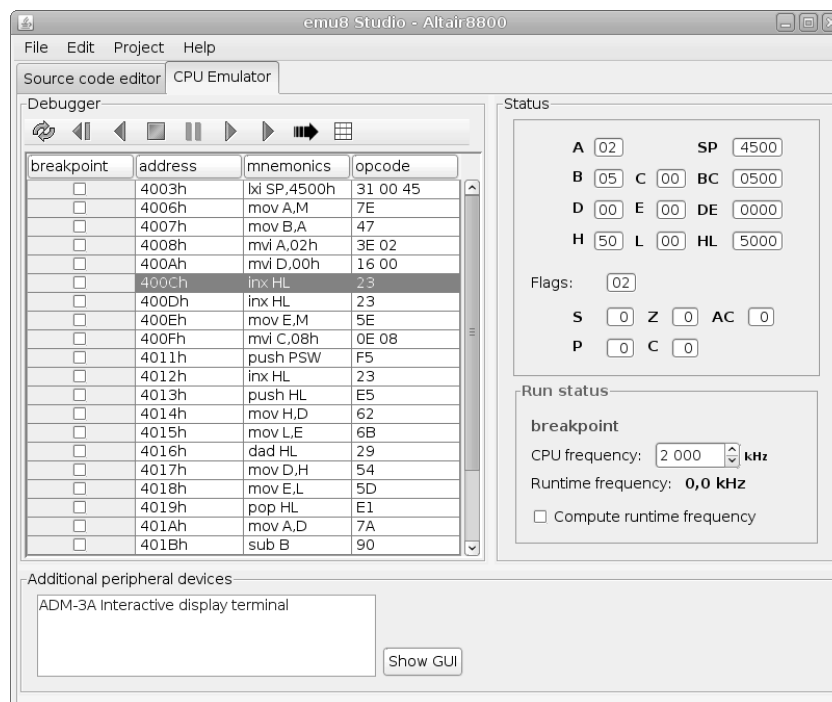 emu8 Studio - Altair8800
File Edit Project Help
Source code editor CPU Emulator
Debugger
breakpoint address mnemonics opcode
4003h lxi SP,4500h 31 00 45
4006h mov A,M 7E
4007h mov B,A 47
4008h mvi A,02h 3E 02
400Ah mvi D,00h 16 00
400Ch inx HL 23
400Dh inx HL 23
400Eh mov E,M 5E
400Fh mvi C,08h 0E 08
4011h push PSW F5
4012h inx HL 23
4013h push HL E5
4014h mov H,D 62
4015h mov L,E 6B
4016h dad HL 29
4017h mov D,H 54
4018h mov E,L 5D
4019h pop HL E1
401Ah mov A,D 7A
401Bh sub B 90
Status
A 02 SP 4500
B 05 C 00 BC 0500
D 00 E 00 DE 0000
H 50 L 00 HL 5000
Flags: 02
S 0 Z 0 AC 0
P 0 C 0
Run status
breakpoint
CPU frequency: 2 000 kHz
Runtime frequency: 0,0 kHz
Compute runtime frequency
Additional peripheral devices
ADM-3A Interactive display terminal
Show GUI